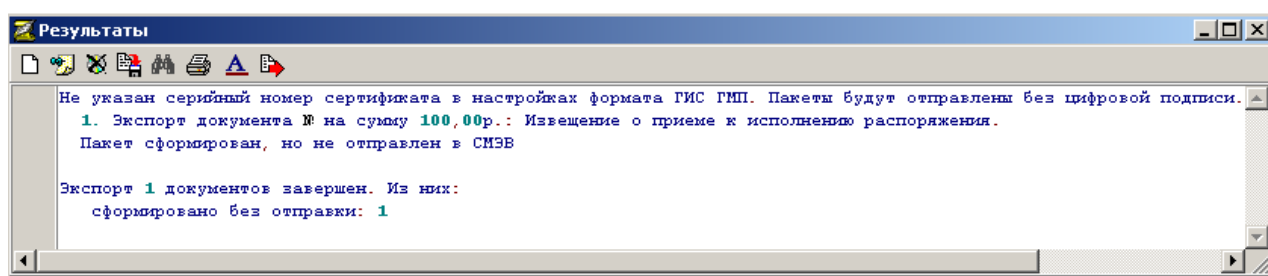 Результаты
Не указан серийный номер сертификата в настройках формата ГИС ГМП. Пакеты будут отправлены без цифровой подписи.
1. Экспорт документа № на сумму 100,00р.: Извещение о приеме к исполнению распоряжения.
Пакет сформирован, но не отправлен в СМЭВ
Экспорт 1 документов завершен. Из них:
сформировано без отправки: 1